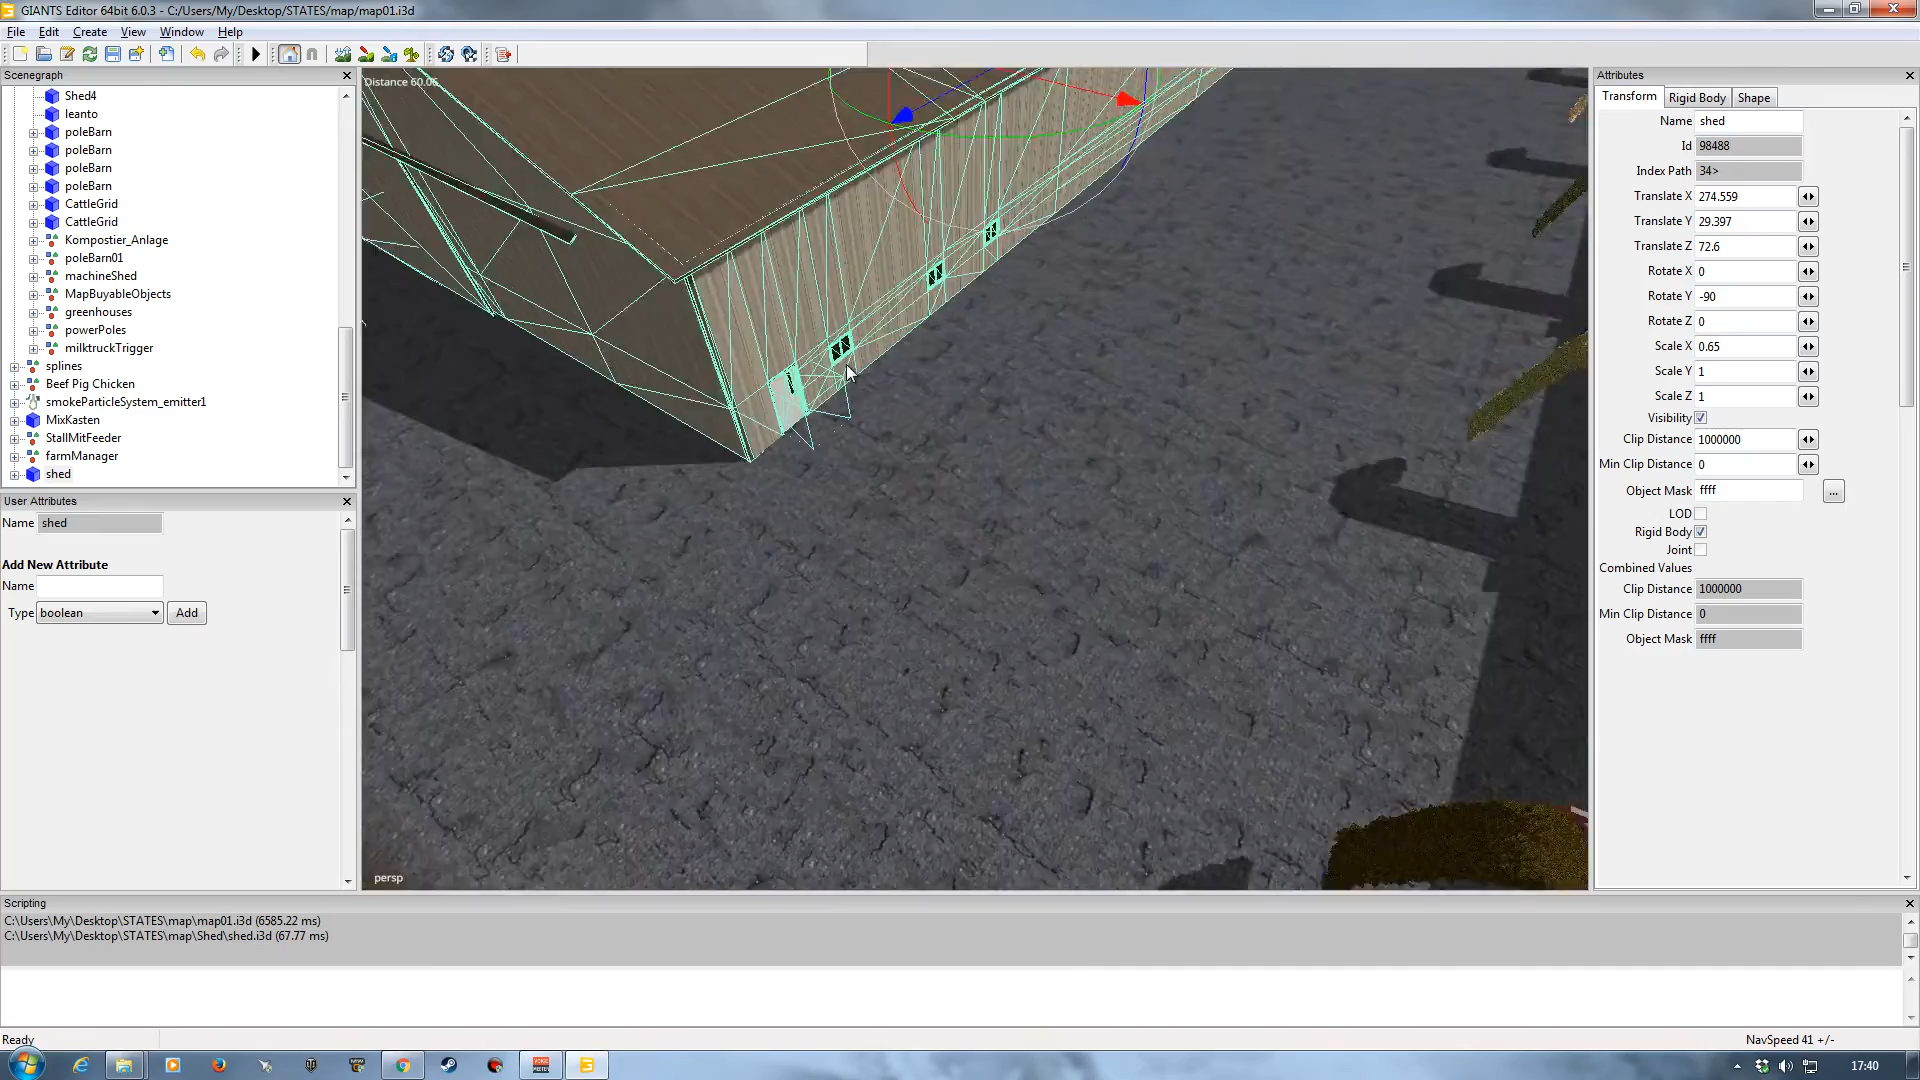 GIANTS Editor 64bit 6.0.3 - C:/Users/My/Desktop/STATES/map/map01.i3d
File Edit Create View Window Help
Scenegraph
Shed4
leanto
poleBarn
poleBarn
poleBarn
poleBarn
CattleGrid
CattleGrid
Kompostier_Anlage
poleBarn01
machineShed
MapBuyableObjects
greenhouses
powerPoles
milktruckTrigger
splines
Beef Pig Chicken
smokeParticleSystem_emitter1
MixKasten
StallMitFeeder
farmManager
shed
User Attributes
Name shed
Add New Attribute
Name
Type boolean Add
Distance 60.06
persp
Attributes
Transform Rigid Body Shape
Name shed
Id 98488
Index Path 34>
Translate X 274.559
Translate Y 29.397
Translate Z 72.6
Rotate X 0
Rotate Y -90
Rotate Z 0
Scale X 0.65
Scale Y 1
Scale Z 1
Visibility
Clip Distance 1000000
Min Clip Distance 0
Object Mask ffff ...
LOD
Rigid Body
Joint
Combined Values
Clip Distance 1000000
Min Clip Distance 0
Object Mask ffff
Scripting
C:\Users\My\Desktop\STATES\map\map01.i3d (6585.22 ms)
C:\Users\My\Desktop\STATES\map\Shed\shed.i3d (67.77 ms)
Ready
NavSpeed 41 +/-
17:40